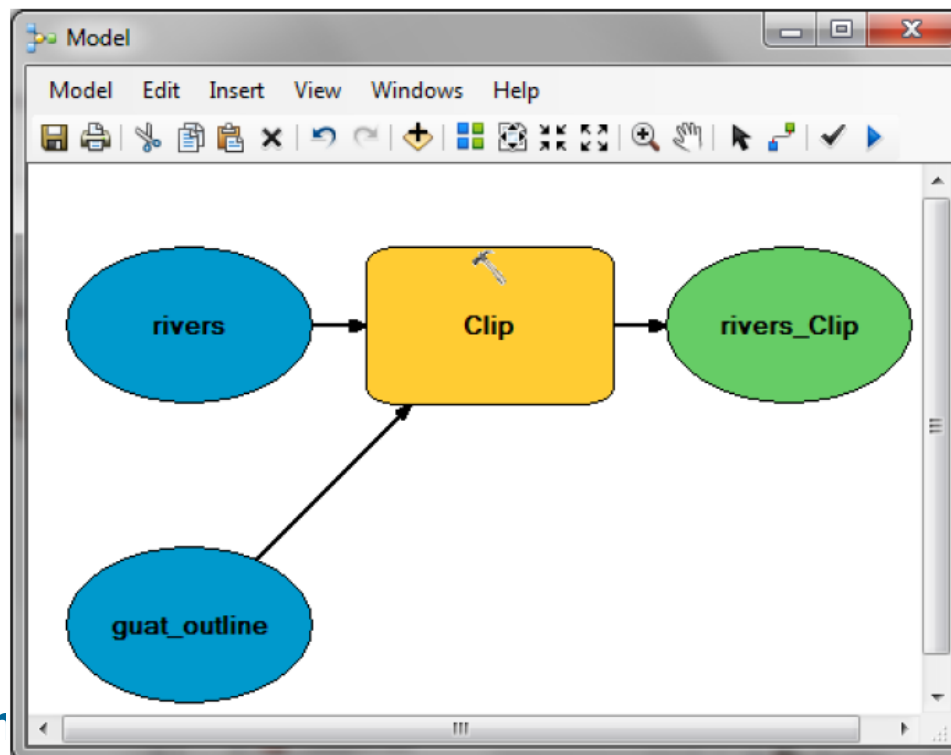 Model
Model Edit Insert View Windows Help
rivers
Clip
rivers_Clip
guat_outline
r